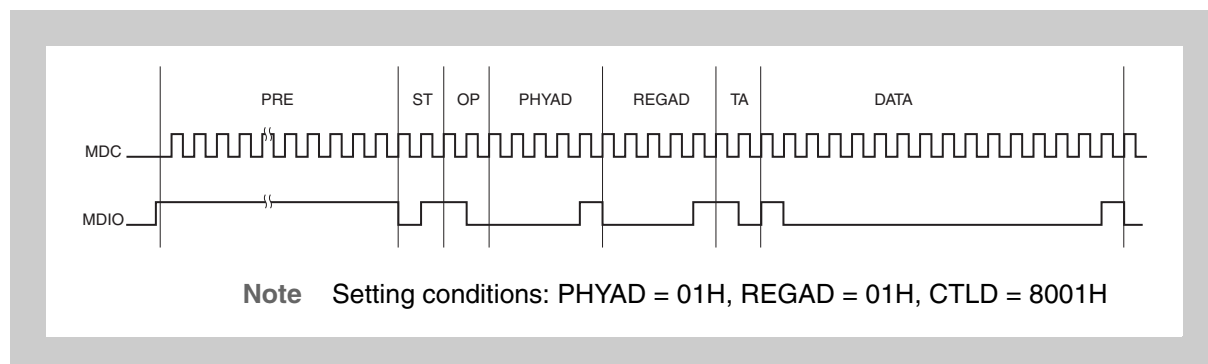 PRE ST OP PHYAD REGAD TA DATA
MDC
MDIO
Note Setting conditions: PHYAD = 01H, REGAD = 01H, CTLD = 8001H